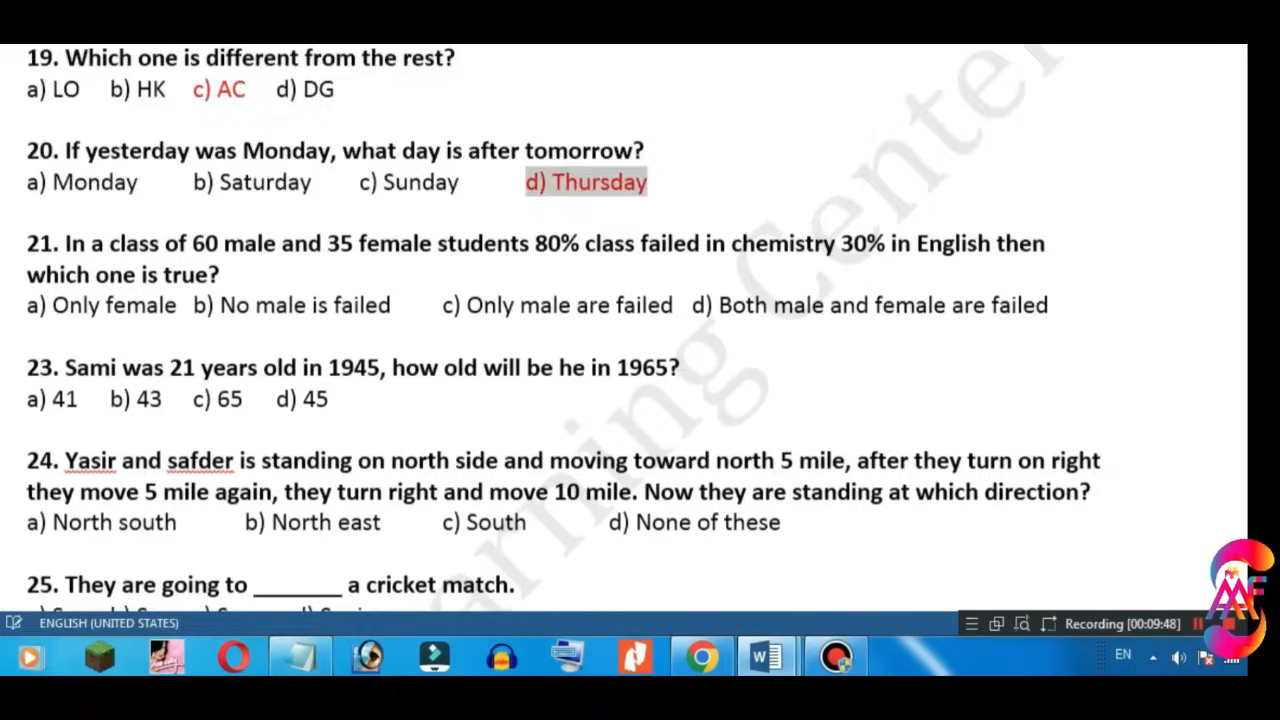 19. Which one is different from the rest?
a) LO b) HK c) AC d) DG
20. If yesterday was Monday, what day is after tomorrow?
a) Monday b) Saturday c) Sunday d) Thursday
21. In a class of 60 male and 35 female students 80% class failed in chemistry 30% in English then
which one is true?
a) Only female b) No male is failed c) Only male are failed d) Both male and female are failed
23. Sami was 21 years old in 1945, how old will be he in 1965?
a) 41 b) 43 c) 65 d) 45
24. Yasir and safder is standing on north side and moving toward north 5 mile, after they turn on right
they move 5 mile again, they turn right and move 10 mile. Now they are standing at which direction?
a) North south b) North east c) South d) None of these
25. They are going to _______ a cricket match.
ENGLISH (UNITED STATES)
Recording [00:09:48]
EN
arning Center